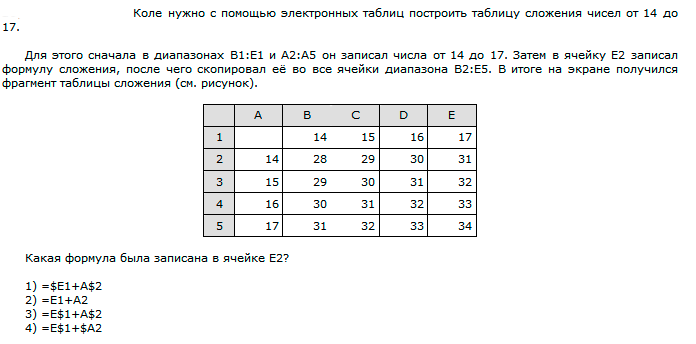 Коле нужно с помощью электронных таблиц построить таблицу сложения чисел от 14 до
17.
Для этого сначала в диапазонах B1:E1 и A2:A5 он записал числа от 14 до 17. Затем в ячейку E2 записал
формулу сложения, после чего скопировал её во все ячейки диапазона B2:E5. В итоге на экране получился
фрагмент таблицы сложения (см. рисунок).
A B C D E
1 14 15 16 17
2 14 28 29 30 31
3 15 29 30 31 32
4 16 30 31 32 33
5 17 31 32 33 34
Какая формула была записана в ячейке E2?
1) =$E1+A$2
2) =E1+A2
3) =E$1+A$2
4) =E$1+$A2